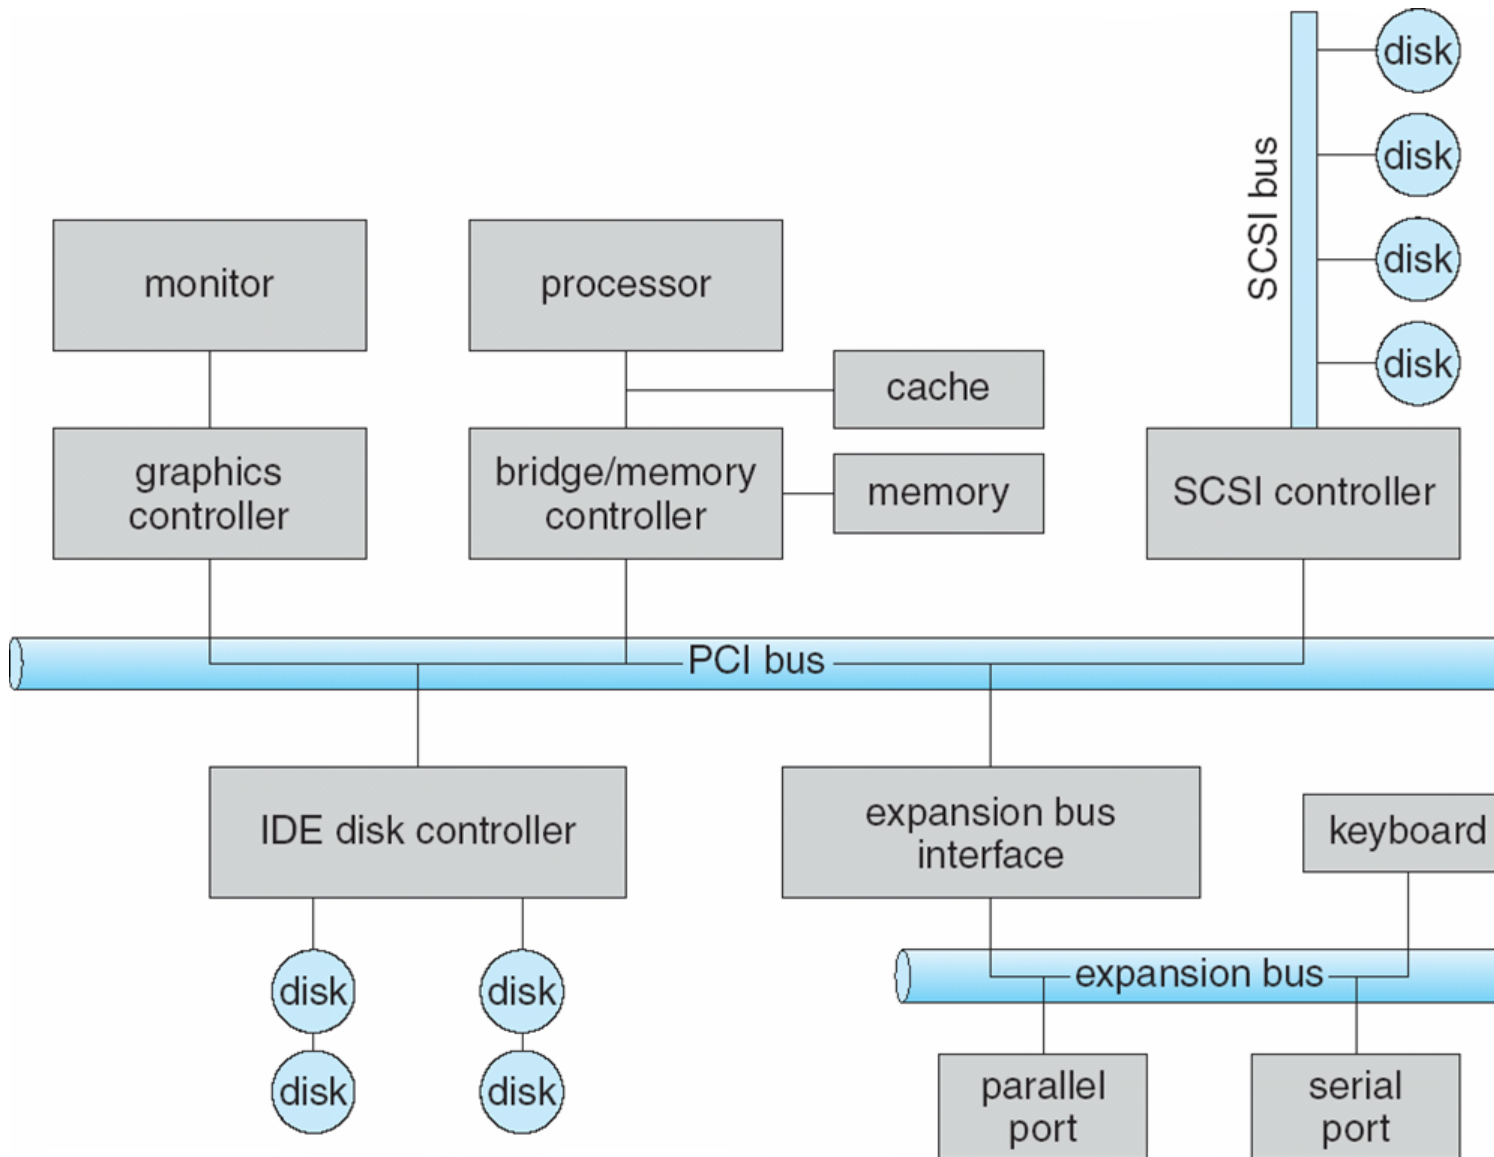 disk
disk
SCSI bus
disk
disk
monitor
processor
cache
graphics
controller
bridge/memory
controller
memory
SCSI controller
PCI bus
IDE disk controller
expansion bus
interface
keyboard
disk
disk
expansion bus
disk
disk
parallel
port
serial
port